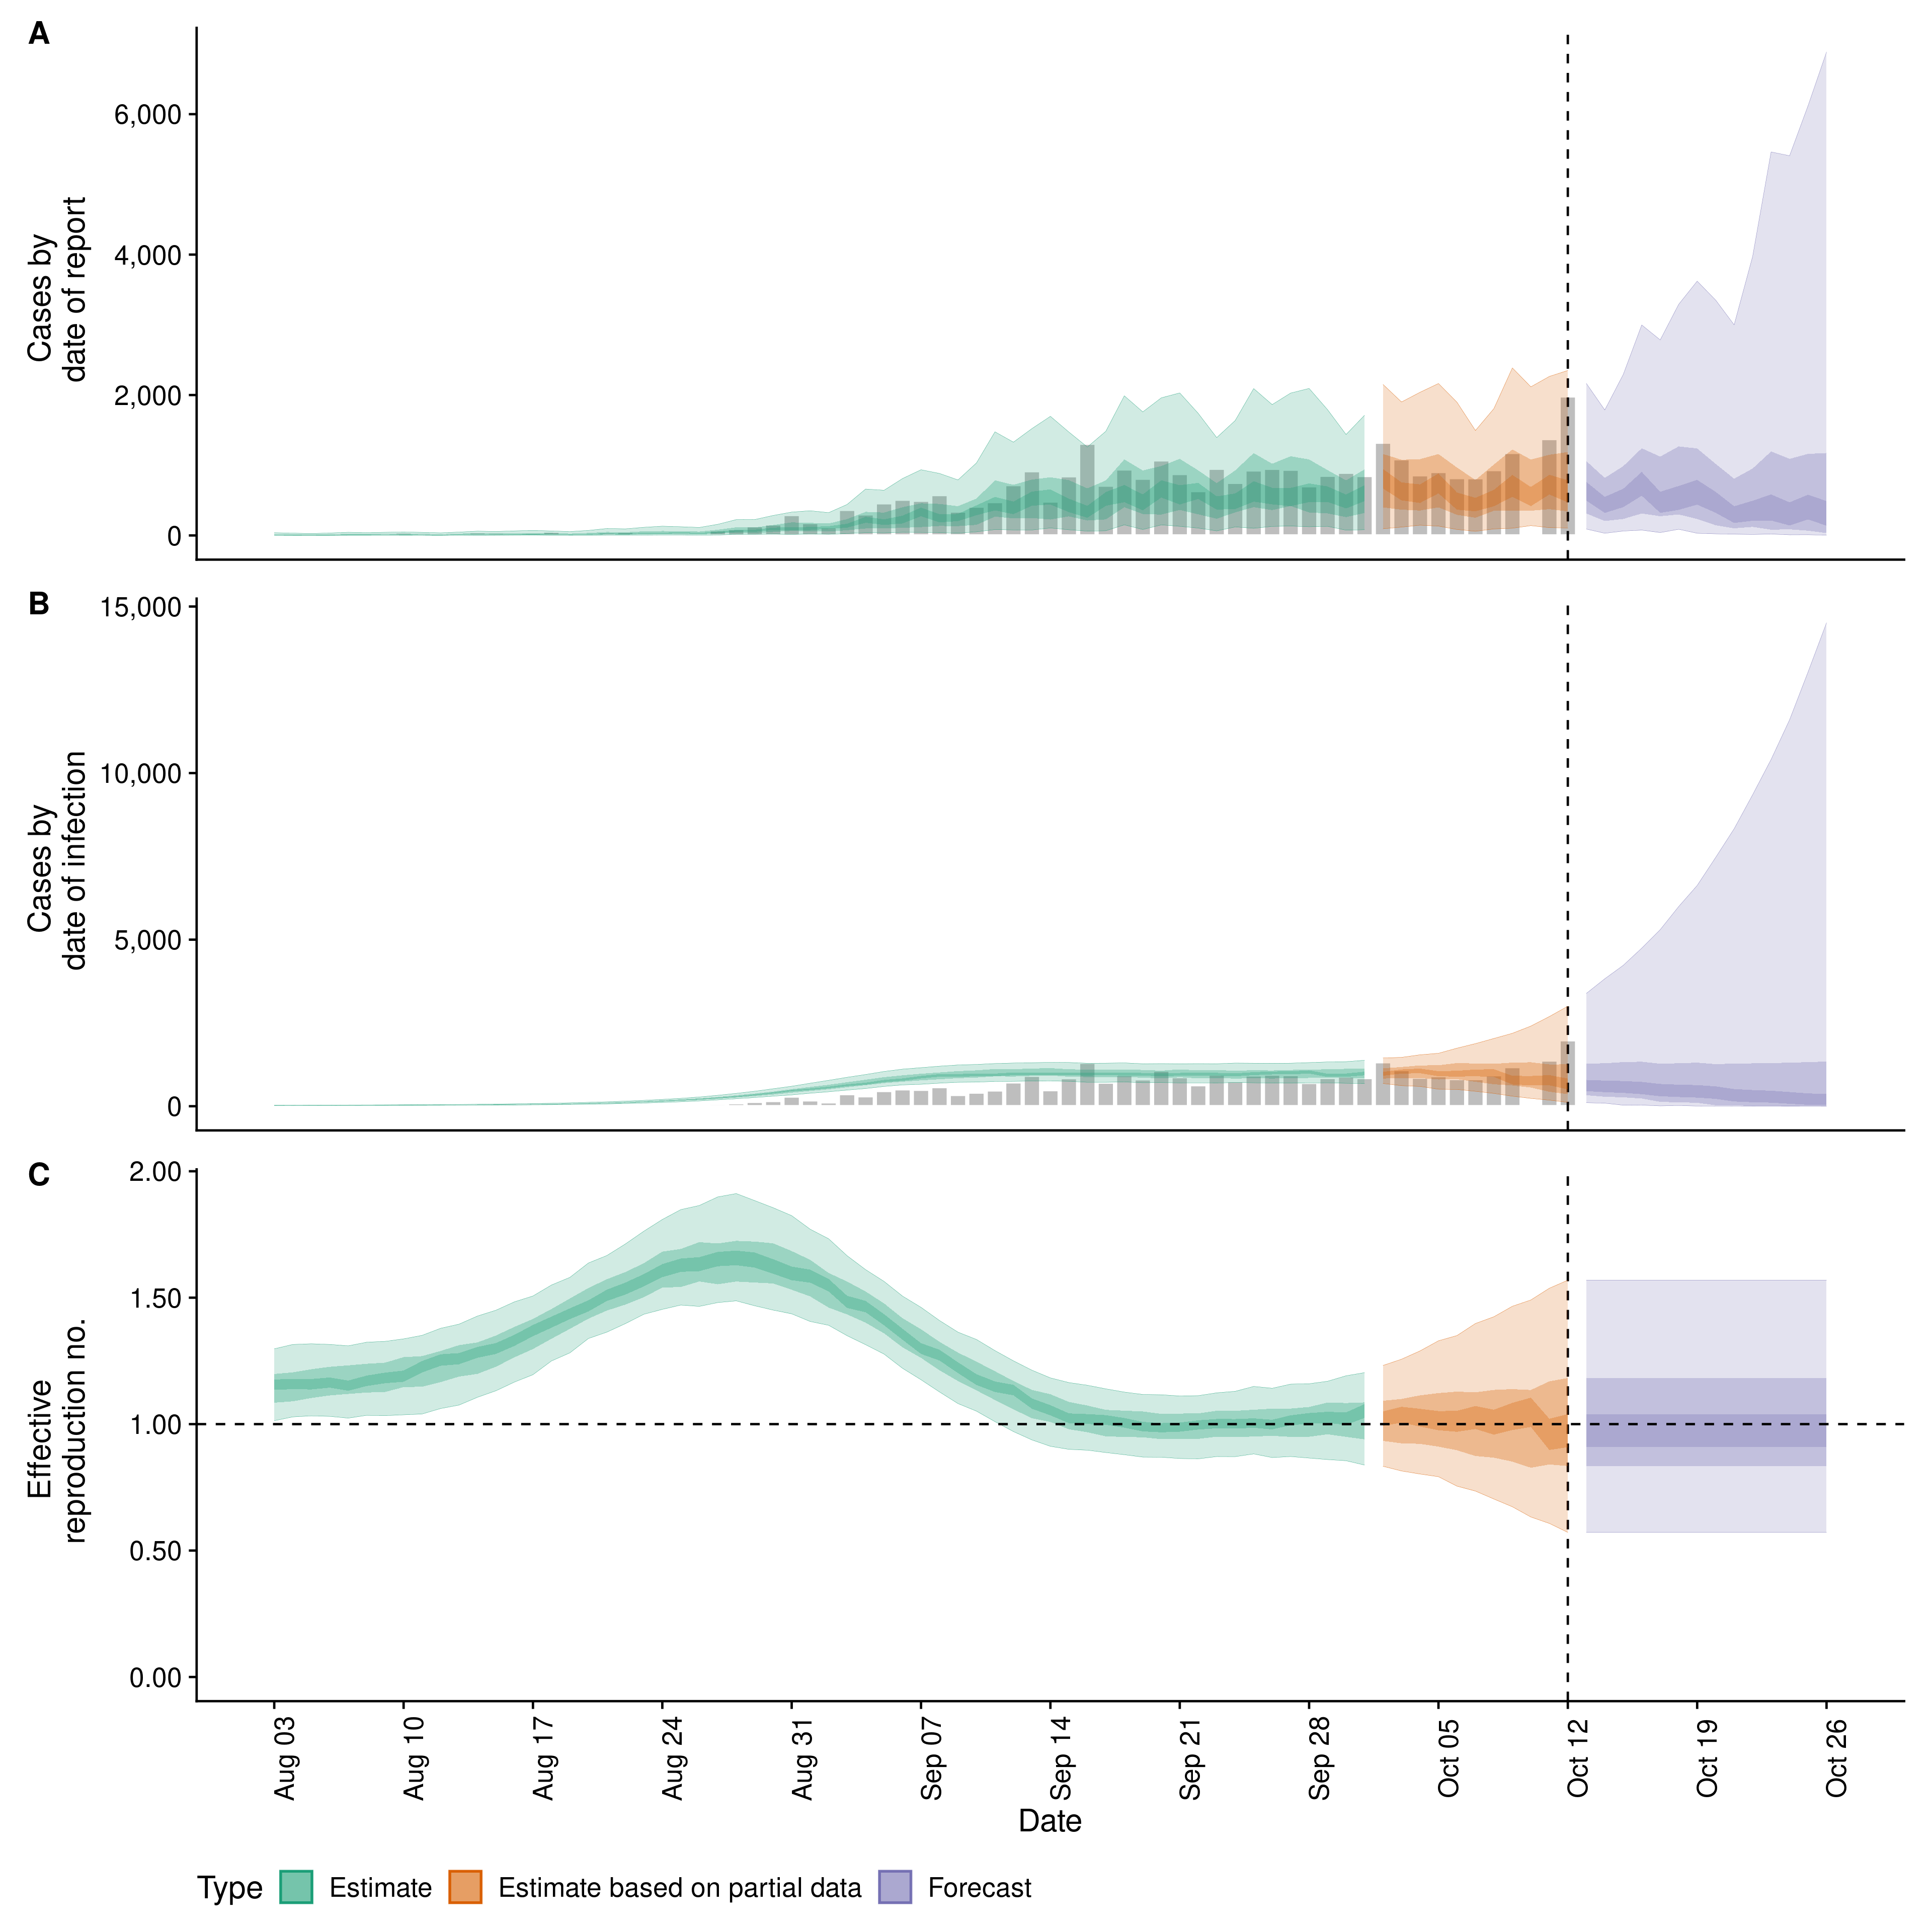 A
Cases by
date of report
6,000
4,000
2,000
0
B
Cases by
date of infection
15,000
10,000
5,000
0
C
Effective
reproduction no.
2.00
1.50
1.00
0.50
0.00
Aug 03
Aug 10
Aug 17
Aug 24
Aug 31
Sep 07
Sep 14
Sep 21
Sep 28
Oct 05
Oct 12
Oct 19
Oct 26
Date
Type Estimate Estimate based on partial data Forecast